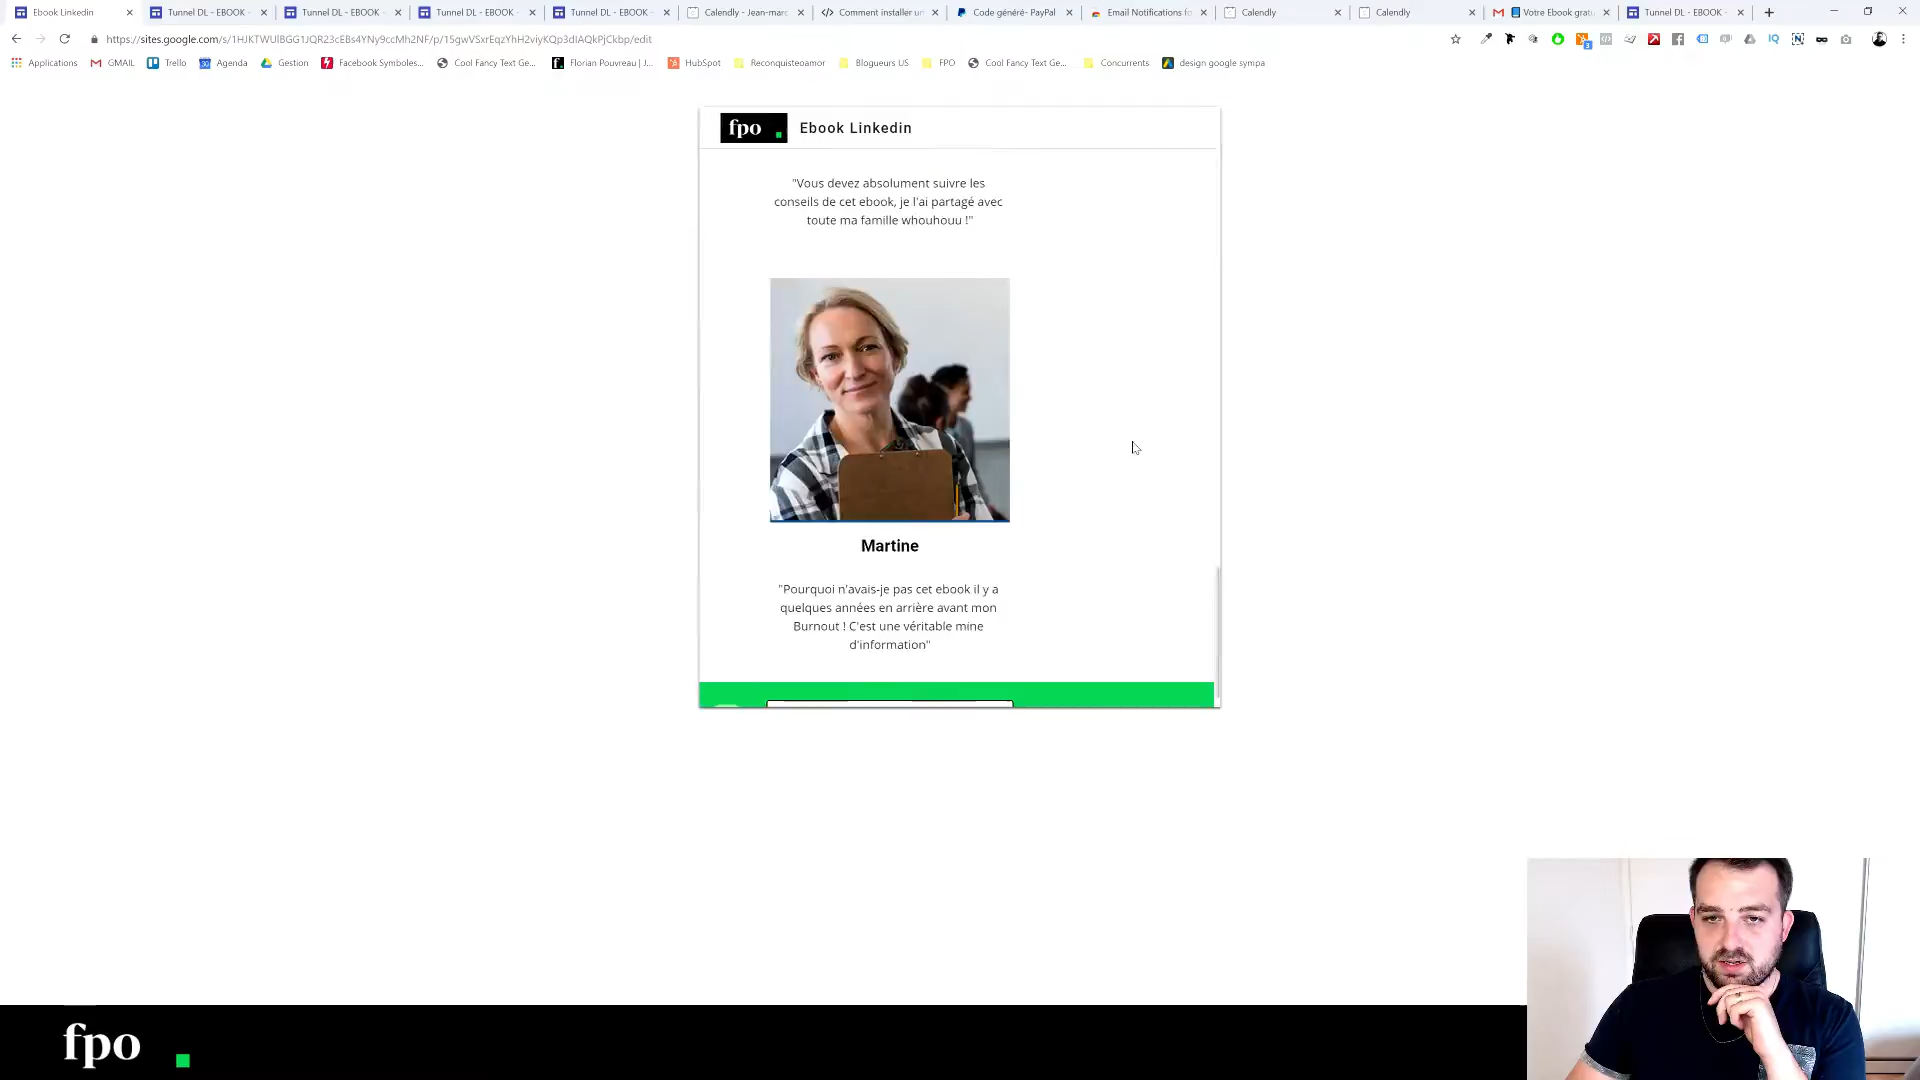 Ebook Linkedin
Tunnel DL - EBOOK -
Tunnel DL - EBOOK -
Tunnel DL - EBOOK -
Tunnel DL - EBOOK -
Calendly - Jean-marc
Comment installer un
Code généré- PayPal
Email Notifications fo
Calendly
Calendly
Votre Ebook gratu
Tunnel DL - EBOOK -
https://sites.google.com/s/1HJKTWUlBGG1JQR23cEBs4YNy9ccMh2NF/p/15gwVSxrEqzYhH2viyKQp3dIAQkPjCkbp/edit
Applications
GMAIL
Trello
Agenda
Gestion
Facebook Symboles...
Cool Fancy Text Ge...
Florian Pouvreau | J...
HubSpot
Reconquisteoamor
Blogueurs US
FPO
Cool Fancy Text Ge...
Concurrents
design google sympa
fpo
Ebook Linkedin
"Vous devez absolument suivre les
conseils de cet ebook, je l'ai partagé avec
toute ma famille whouhouu !"
Martine
"Pourquoi n'avais-je pas cet ebook il y a
quelques années en arrière avant mon
Burnout ! C'est une véritable mine
d'information"
fpo